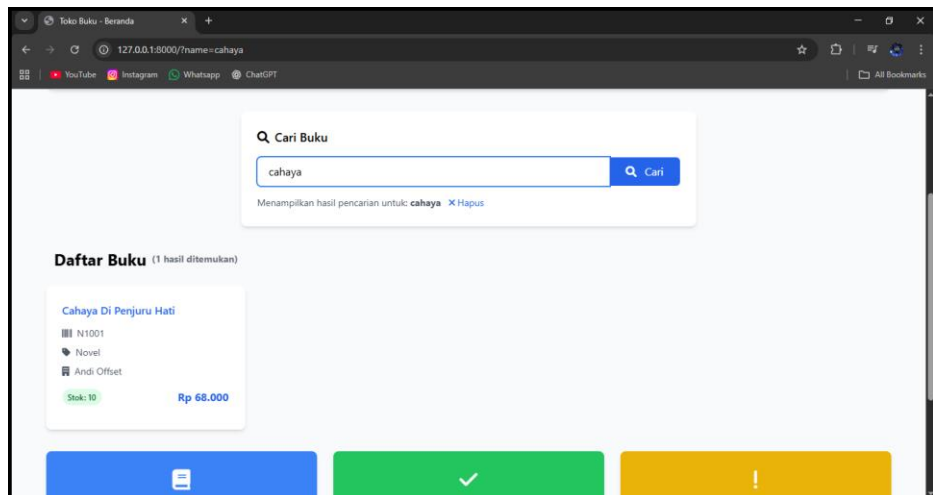 Toko Buku - Beranda
127.0.0.1:8000/?name=cahaya
YouTube Instagram Whatsapp ChatGPT All Bookmarks
Cari Buku
cahaya Cari
Menampilkan hasil pencarian untuk: cahaya × Hapus
Daftar Buku (1 hasil ditemukan)
Cahaya Di Penjuru Hati
N1001
Novel
Andi Offset
Stok: 10 Rp 68.000